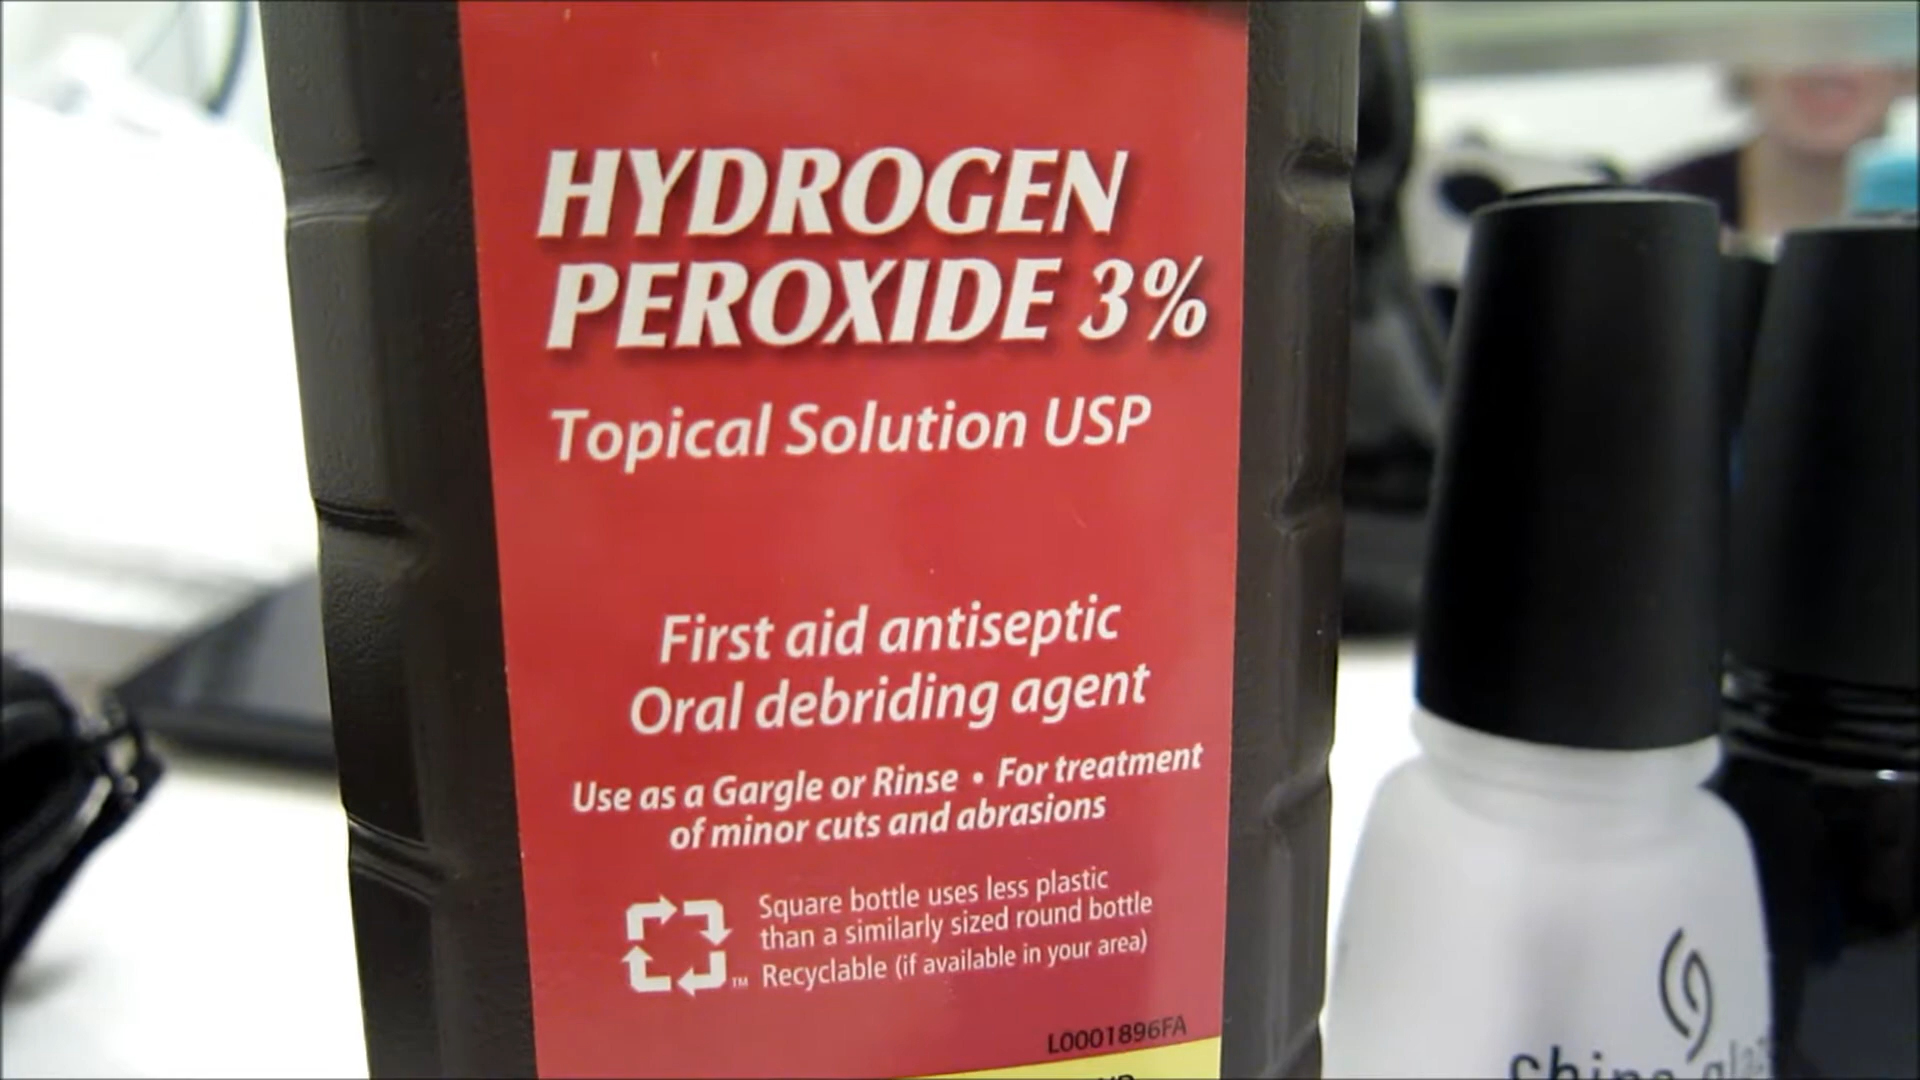 HYDROGEN
PEROXIDE 3%
Topical Solution USP
First aid antiseptic
Oral debriding agent
Use as a Gargle or Rinse • For treatment
of minor cuts and abrasions
Square bottle uses less plastic
than a similarly sized round bottle
™ Recyclable (if available in your area)
L0001896FA